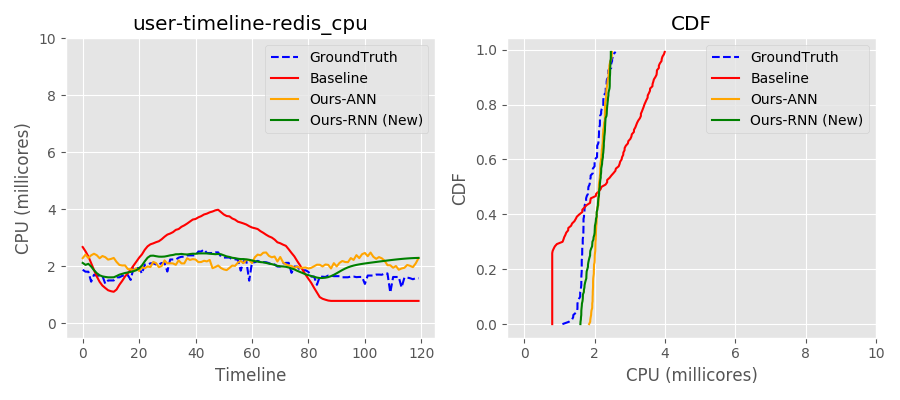 user-timeline-redis_cpu
CPU (millicores)
10
8
6
4
2
0
GroundTruth
Baseline
Ours-ANN
Ours-RNN (New)
0 20 40 60 80 100 120
Timeline
CDF
CDF
1.0
0.8
0.6
0.4
0.2
0.0
GroundTruth
Baseline
Ours-ANN
Ours-RNN (New)
0 2 4 6 8 10
CPU (millicores)